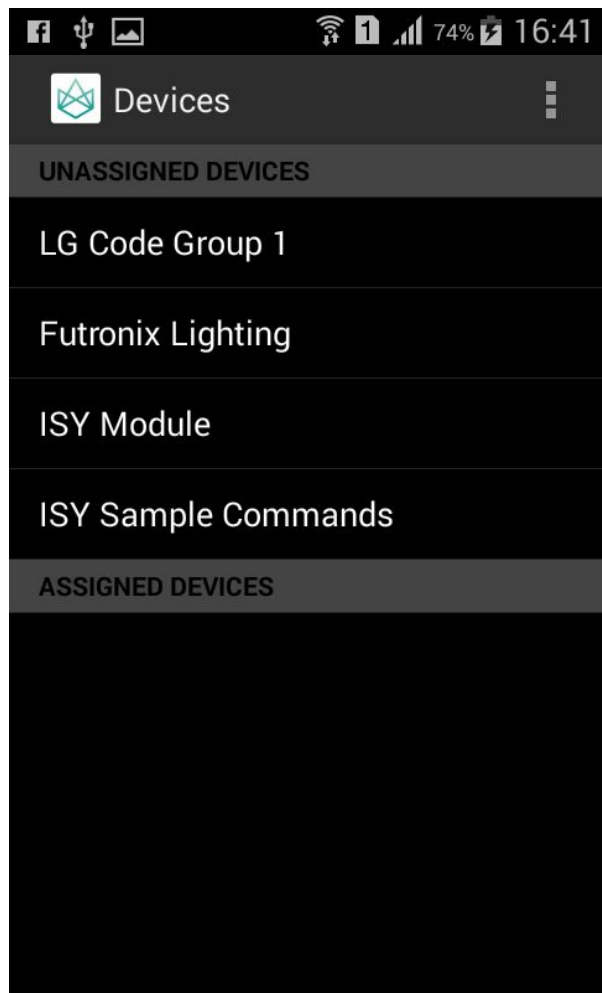 1 74% 16:41
Devices
UNASSIGNED DEVICES
LG Code Group 1
Futronix Lighting
ISY Module
ISY Sample Commands
ASSIGNED DEVICES